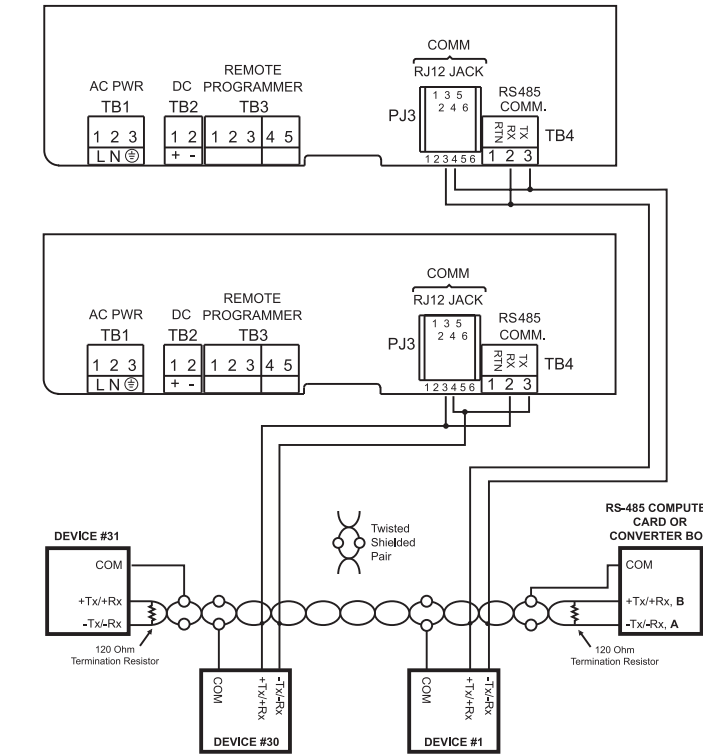 COMM
RJ12 JACK
AC PWR
TB1
DC
TB2
REMOTE
PROGRAMMER
TB3
RS485
COMM.
PJ3
1 3 5
2 4 6
TB4
1 2 3
L N
1 2
+ -
1 2 3 4 5
RTN
RX
TX
1 2 3 4 5 6
1 2 3
COMM
RJ12 JACK
AC PWR
TB1
DC
TB2
REMOTE
PROGRAMMER
TB3
RS485
COMM.
PJ3
1 3 5
2 4 6
TB4
1 2 3
L N
1 2
+ -
1 2 3 4 5
RTN
RX
TX
1 2 3 4 5 6
1 2 3
Twisted
Shielded
Pair
DEVICE #31
COM
+Tx/+Rx
-Tx/-Rx
120 Ohm
Termination Resistor
RS-485 COMPUTE
CARD OR
CONVERTER BO
COM
+Tx/+Rx, B
-Tx/-Rx, A
120 Ohm
Termination Resistor
COM
+Tx/+Rx
-Tx/-Rx
DEVICE #30
COM
+Tx/+Rx
-Tx/-Rx
DEVICE #1